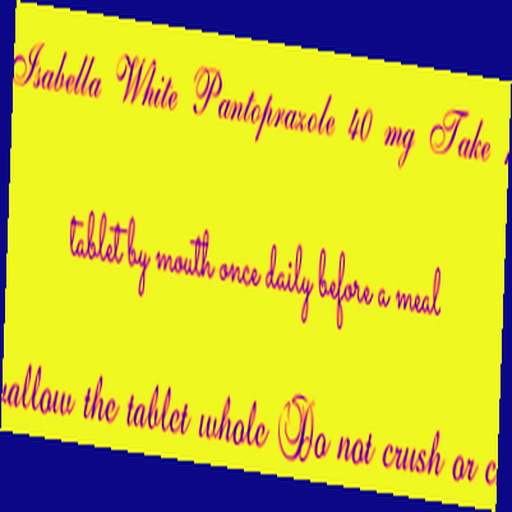 Isabella White Pantoprazole 40 mg Take
tablet by mouth once daily before a meal
the tablet whole Do not crush or